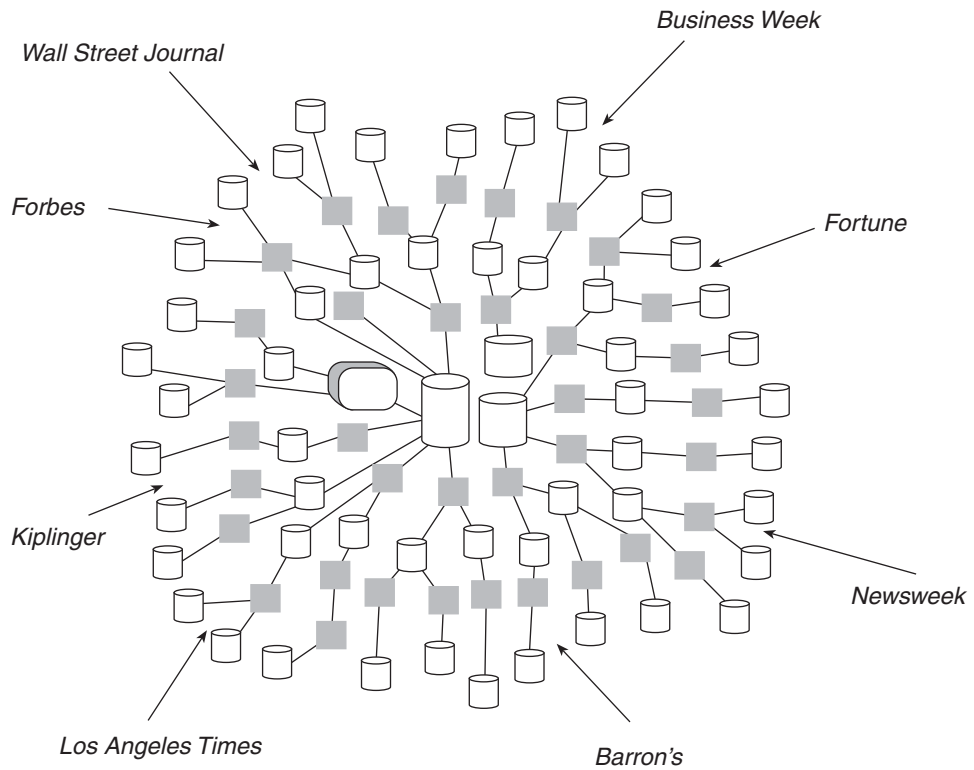 Business Week
Wall Street Journal
Forbes
Fortune
Kiplinger
Newsweek
Los Angeles Times
Barron's